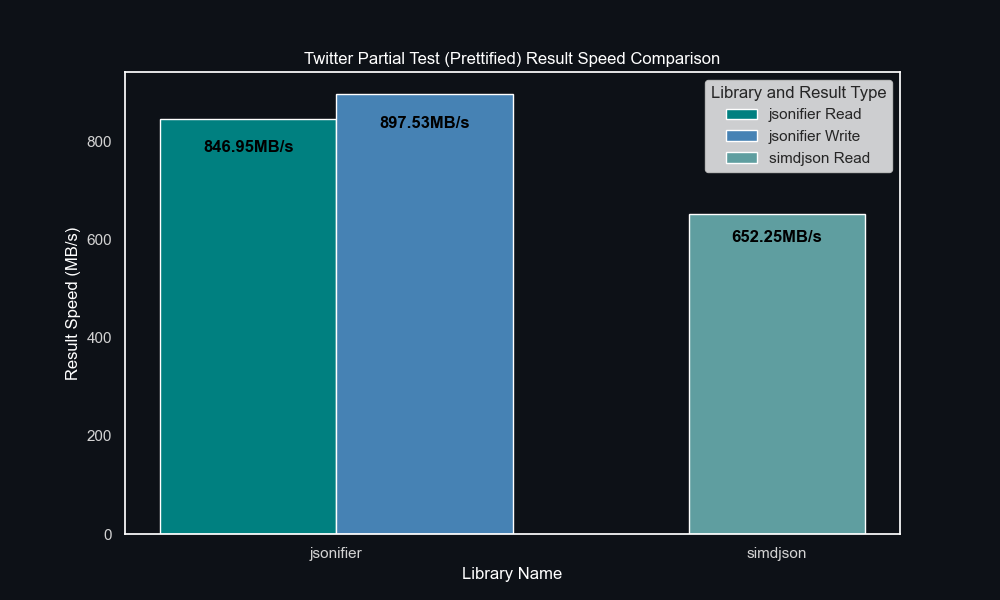 Twitter Partial Test (Prettified) Result Speed Comparison
Library and Result Type
jsonifier Read
jsonifier Write
simdjson Read
846.95MB/s
897.53MB/s
652.25MB/s
Result Speed (MB/s)
800
600
400
200
0
jsonifier
simdjson
Library Name